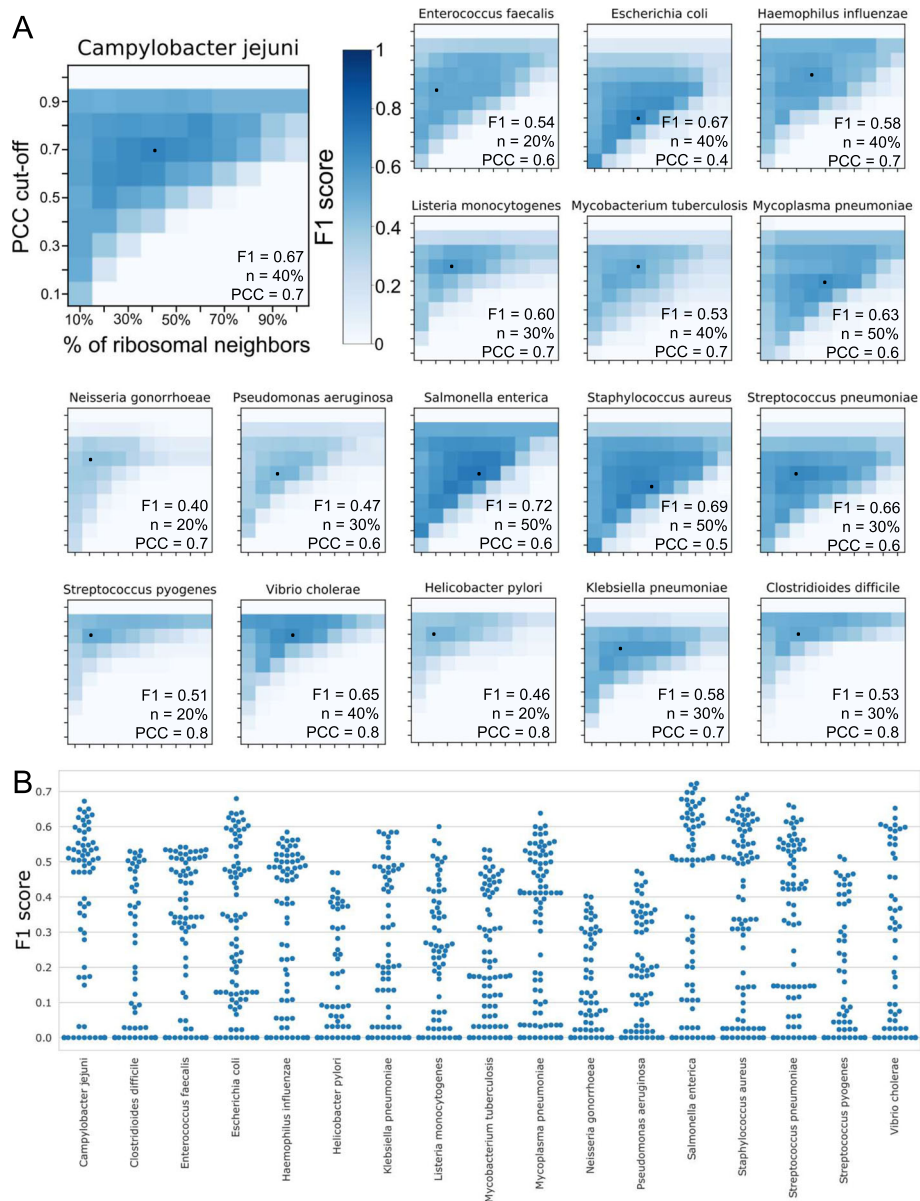 A
Campylobacter jejuni
PCC cut-off
0.9
0.7
0.5
0.3
0.1
10% 30% 50% 70% 90%
% of ribosomal neighbors
F1 = 0.67
n = 40%
PCC = 0.7
1
0.8
0.6
0.4
0.2
0
F1 score
Enterococcus faecalis
F1 = 0.54
n = 20%
PCC = 0.6
Escherichia coli
F1 = 0.67
n = 40%
PCC = 0.4
Haemophilus influenzae
F1 = 0.58
n = 40%
PCC = 0.7
Listeria monocytogenes
F1 = 0.60
n = 30%
PCC = 0.7
Mycobacterium tuberculosis
F1 = 0.53
n = 40%
PCC = 0.7
Mycoplasma pneumoniae
F1 = 0.63
n = 50%
PCC = 0.6
Neisseria gonorrhoeae
F1 = 0.40
n = 20%
PCC = 0.7
Pseudomonas aeruginosa
F1 = 0.47
n = 30%
PCC = 0.6
Salmonella enterica
F1 = 0.72
n = 50%
PCC = 0.6
Staphylococcus aureus
F1 = 0.69
n = 50%
PCC = 0.5
Streptococcus pneumoniae
F1 = 0.66
n = 30%
PCC = 0.6
Streptococcus pyogenes
F1 = 0.51
n = 20%
PCC = 0.8
Vibrio cholerae
F1 = 0.65
n = 40%
PCC = 0.8
Helicobacter pylori
F1 = 0.46
n = 20%
PCC = 0.8
Klebsiella pneumoniae
F1 = 0.58
n = 30%
PCC = 0.7
Clostridioides difficile
F1 = 0.53
n = 30%
PCC = 0.8
B
F1 score
0.7
0.6
0.5
0.4
0.3
0.2
0.1
0.0
Campylobacter jejuni
Clostridioides difficile
Enterococcus faecalis
Escherichia coli
Haemophilus influenzae
Helicobacter pylori
Klebsiella pneumoniae
Listeria monocytogenes
Mycobacterium tuberculosis
Mycoplasma pneumoniae
Neisseria gonorrhoeae
Pseudomonas aeruginosa
Salmonella enterica
Staphylococcus aureus
Streptococcus pneumoniae
Streptococcus pyogenes
Vibrio cholerae